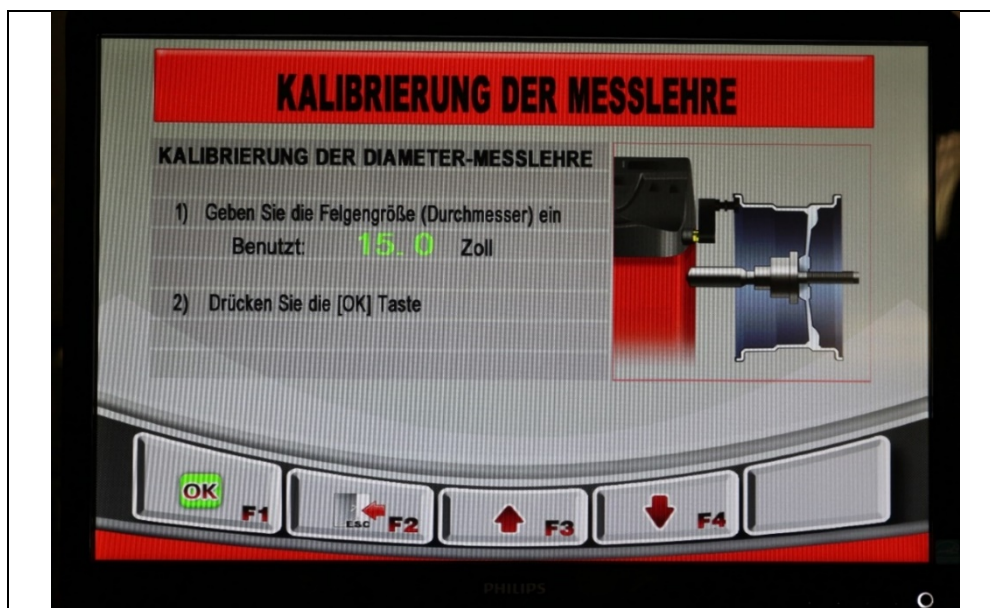 KALIBRIERUNG DER MESSLEHRE
KALIBRIERUNG DER DIAMETER-MESSLEHRE
1) Geben Sie die Felgengröße (Durchmesser) ein
Benutzt: 15.0 Zoll
2) Drücken Sie die [OK] Taste
OK F1
ESC F2
F3
F4
PHILIPS